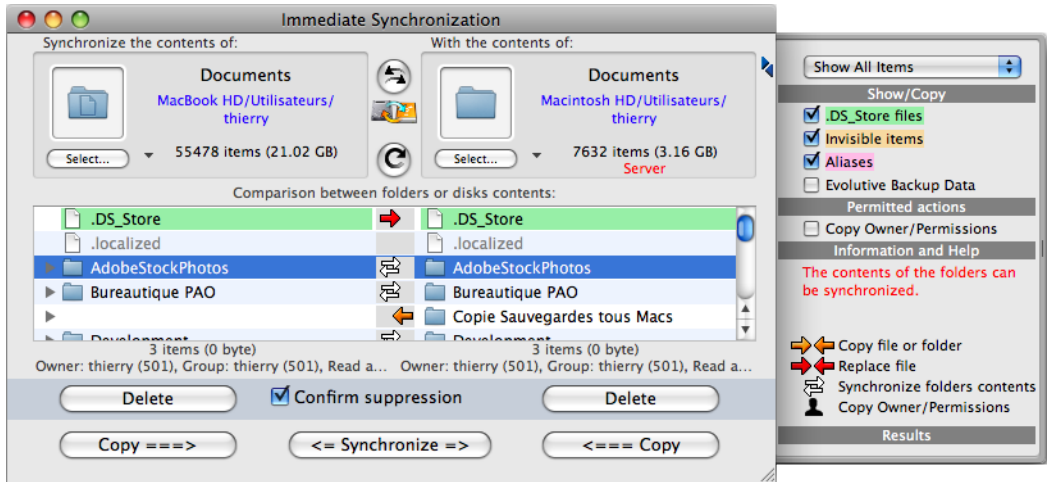 Immediate Synchronization
Synchronize the contents of:
With the contents of:
Documents
MacBook HD/Utilisateurs/
thierry
Select...
55478 items (21.02 GB)
Documents
Macintosh HD/Utilisateurs/
thierry
Select...
7632 items (3.16 GB)
Server
Comparison between folders or disks contents:
.DS_Store .DS_Store
.localized .localized
AdobeStockPhotos AdobeStockPhotos
Bureautique PAO Bureautique PAO
Copie Sauvegardes tous Macs
Development Development
3 items (0 byte) 3 items (0 byte)
Owner: thierry (501), Group: thierry (501), Read a... Owner: thierry (501), Group: thierry (501), Read a...
Delete
Confirm suppression
Delete
Copy ===>
<= Synchronize =>
<=== Copy
Show All Items
Show/Copy
.DS_Store files
Invisible items
Aliases
Evolutive Backup Data
Permitted actions
Copy Owner/Permissions
Information and Help
The contents of the folders can
be synchronized.
Copy file or folder
Replace file
Synchronize folders contents
Copy Owner/Permissions
Results